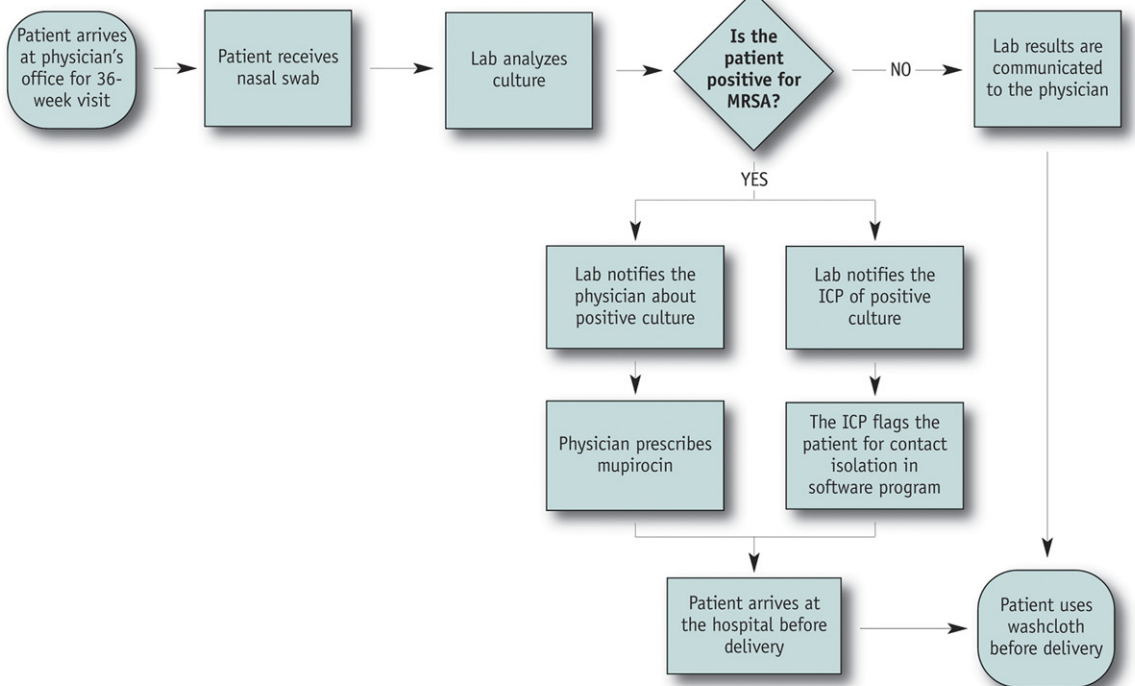 Patient arrives
at physician's
office for 36-
week visit
Patient receives
nasal swab
Lab analyzes
culture
Is the
patient
positive for
MRSA?
NO
Lab results are
communicated
to the physician
YES
Lab notifies the
physician about
positive culture
Lab notifies the
ICP of positive
culture
Physician prescribes
mupirocin
The ICP flags the
patient for contact
isolation in
software program
Patient arrives at
the hospital before
delivery
Patient uses
washcloth
before delivery